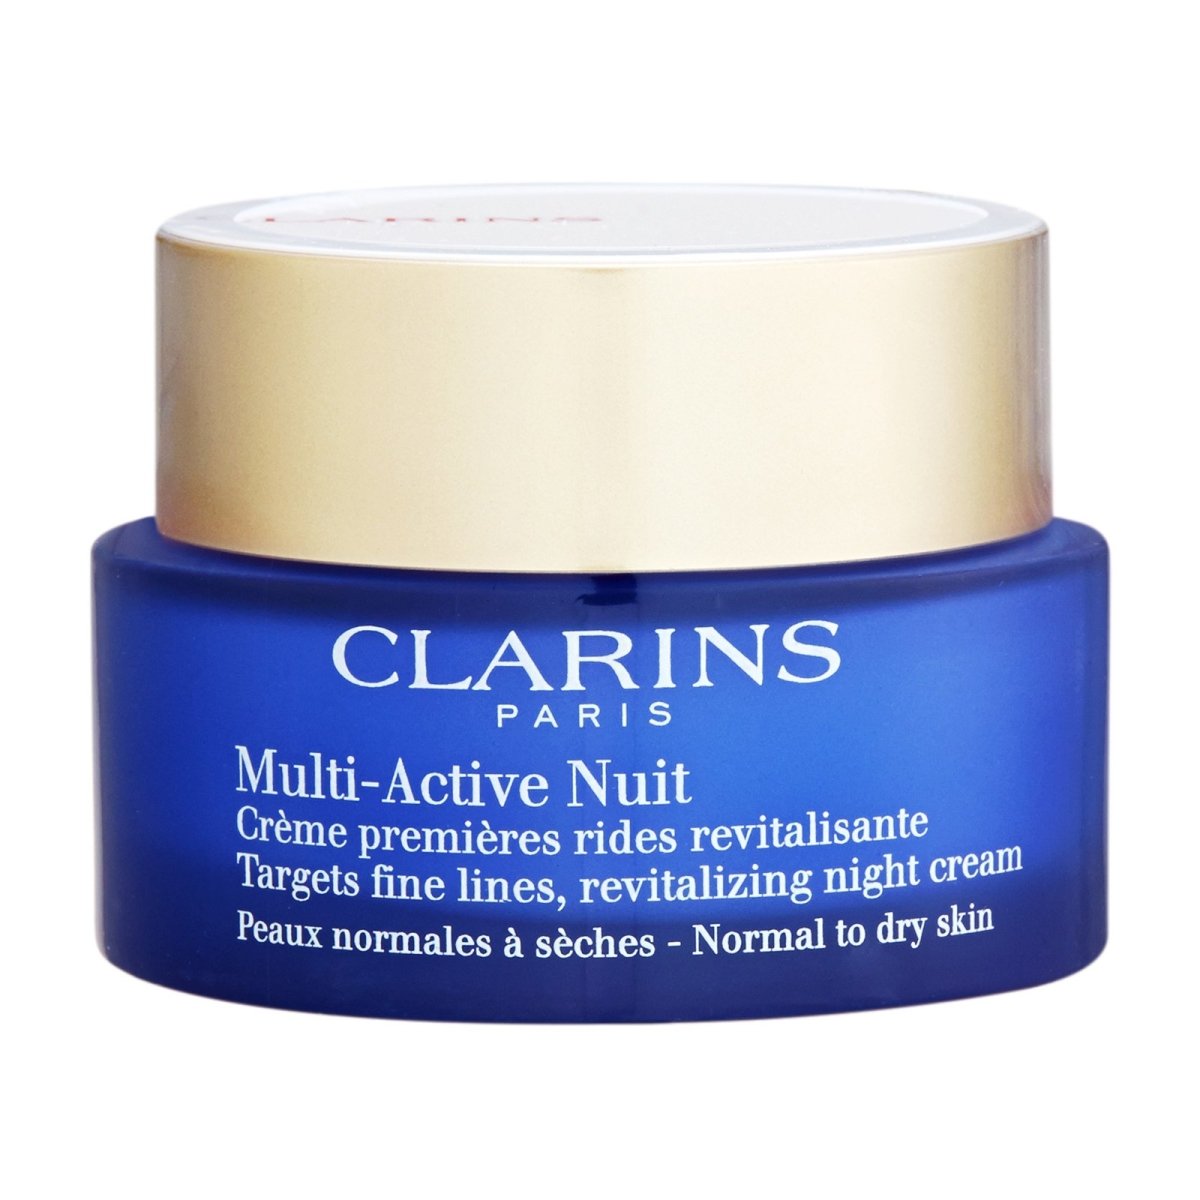 CLARINS
CLARINS
PARIS
Multi-Active Nuit
Crème premières rides revitalisante
Targets fine lines, revitalizing night cream
Peaux normales à sèches - Normal to dry skin